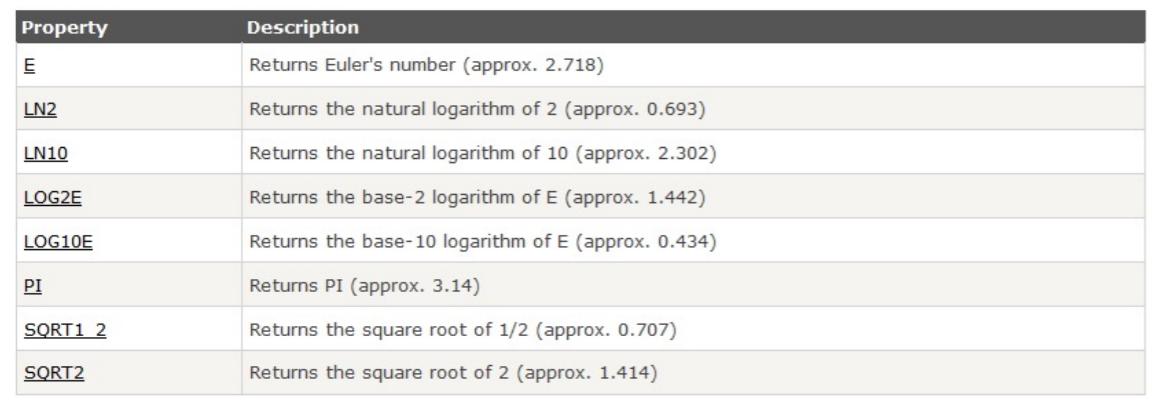 Property Description
E Returns Euler's number (approx. 2.718)
LN2 Returns the natural logarithm of 2 (approx. 0.693)
LN10 Returns the natural logarithm of 10 (approx. 2.302)
LOG2E Returns the base-2 logarithm of E (approx. 1.442)
LOG10E Returns the base-10 logarithm of E (approx. 0.434)
PI Returns PI (approx. 3.14)
SQRT1_2 Returns the square root of 1/2 (approx. 0.707)
SQRT2 Returns the square root of 2 (approx. 1.414)